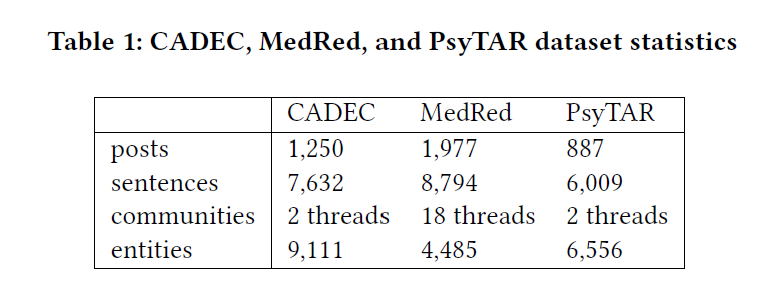 Table 1: CADEC, MedRed, and PsyTAR dataset statistics
CADEC MedRed PsyTAR
posts 1,250 1,977 887
sentences 7,632 8,794 6,009
communities 2 threads 18 threads 2 threads
entities 9,111 4,485 6,556